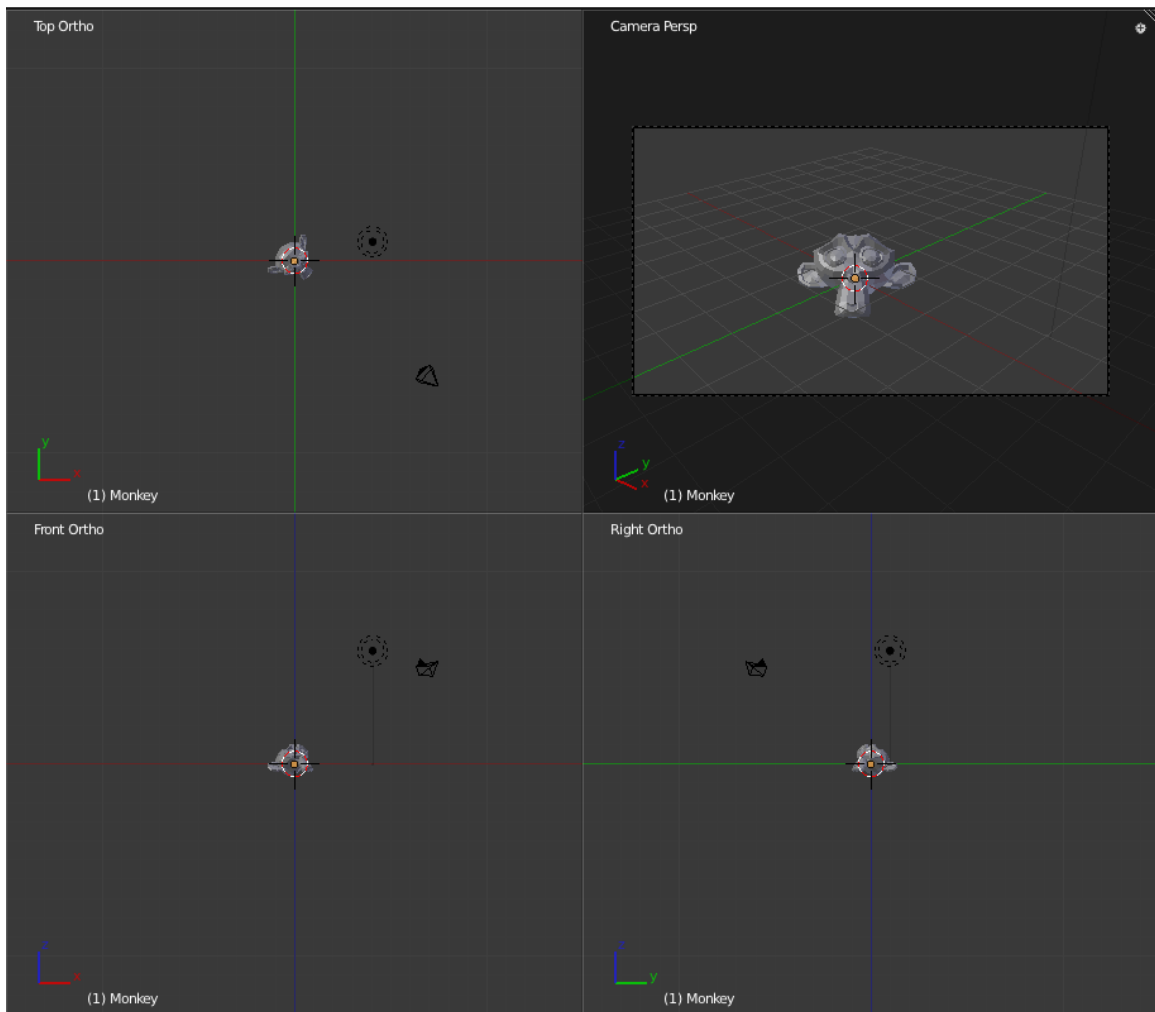 Top Ortho
y
x
(1) Monkey
Camera Persp
z
y
x
(1) Monkey
Front Ortho
z
x
(1) Monkey
Right Ortho
z
y
(1) Monkey